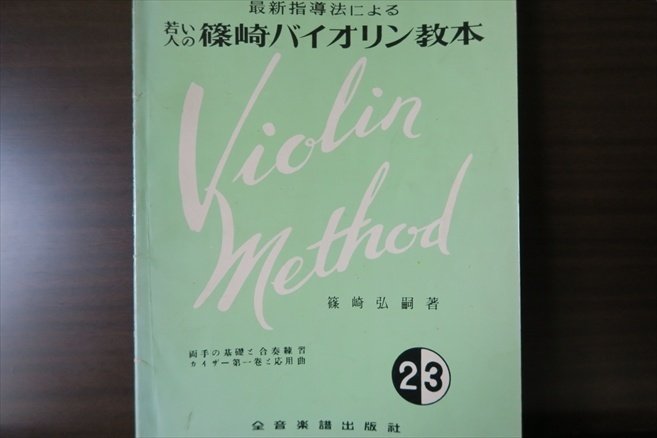 最新指導法による
若い人の篠崎バイオリン教本
Violin
Method
篠崎弘嗣著
両手の基礎と合奏練習
カイザー第一巻と応用曲
23
全音楽譜出版社